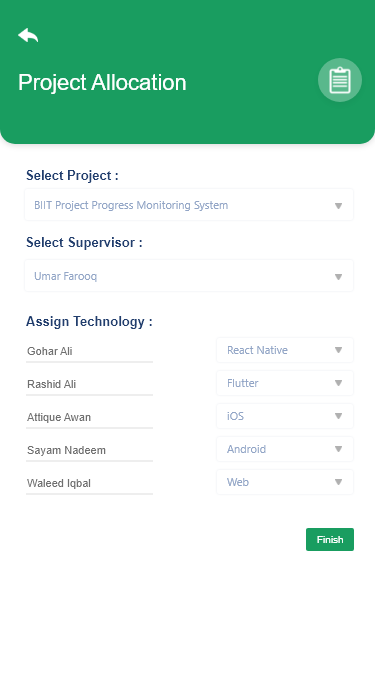 Project Allocation
Select Project :
BIIT Project Progress Monitoring System
Select Supervisor :
Umar Farooq
Assign Technology :
Gohar Ali React Native
Rashid Ali Flutter
Attique Awan iOS
Sayam Nadeem Android
Waleed Iqbal Web
Finish